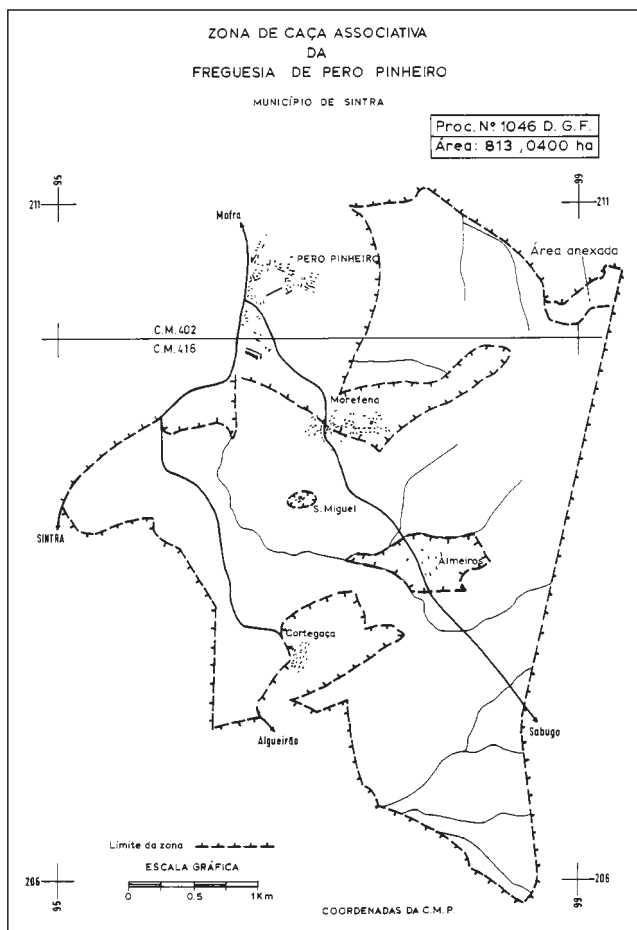 ZONA DE CAÇA ASSOCIATIVA
DA
FREGUESIA DE PERO PINHEIRO
MUNICÍPIO DE SINTRA
Proc. Nº 1046 D. G. F.
Área: 813 ,0400 ha
95
99
211
211
Mafra
PERO PINHEIRO
Área anexada
C.M. 402
C.M. 416
Morelena
S. Miguel
SINTRA
Almeiros
Cortegaça
Algueirão
Sabugo
Limite da zona
ESCALA GRÁFICA
0 0.5 1Km
206
206
95
99
COORDENADAS DA C.M.P.